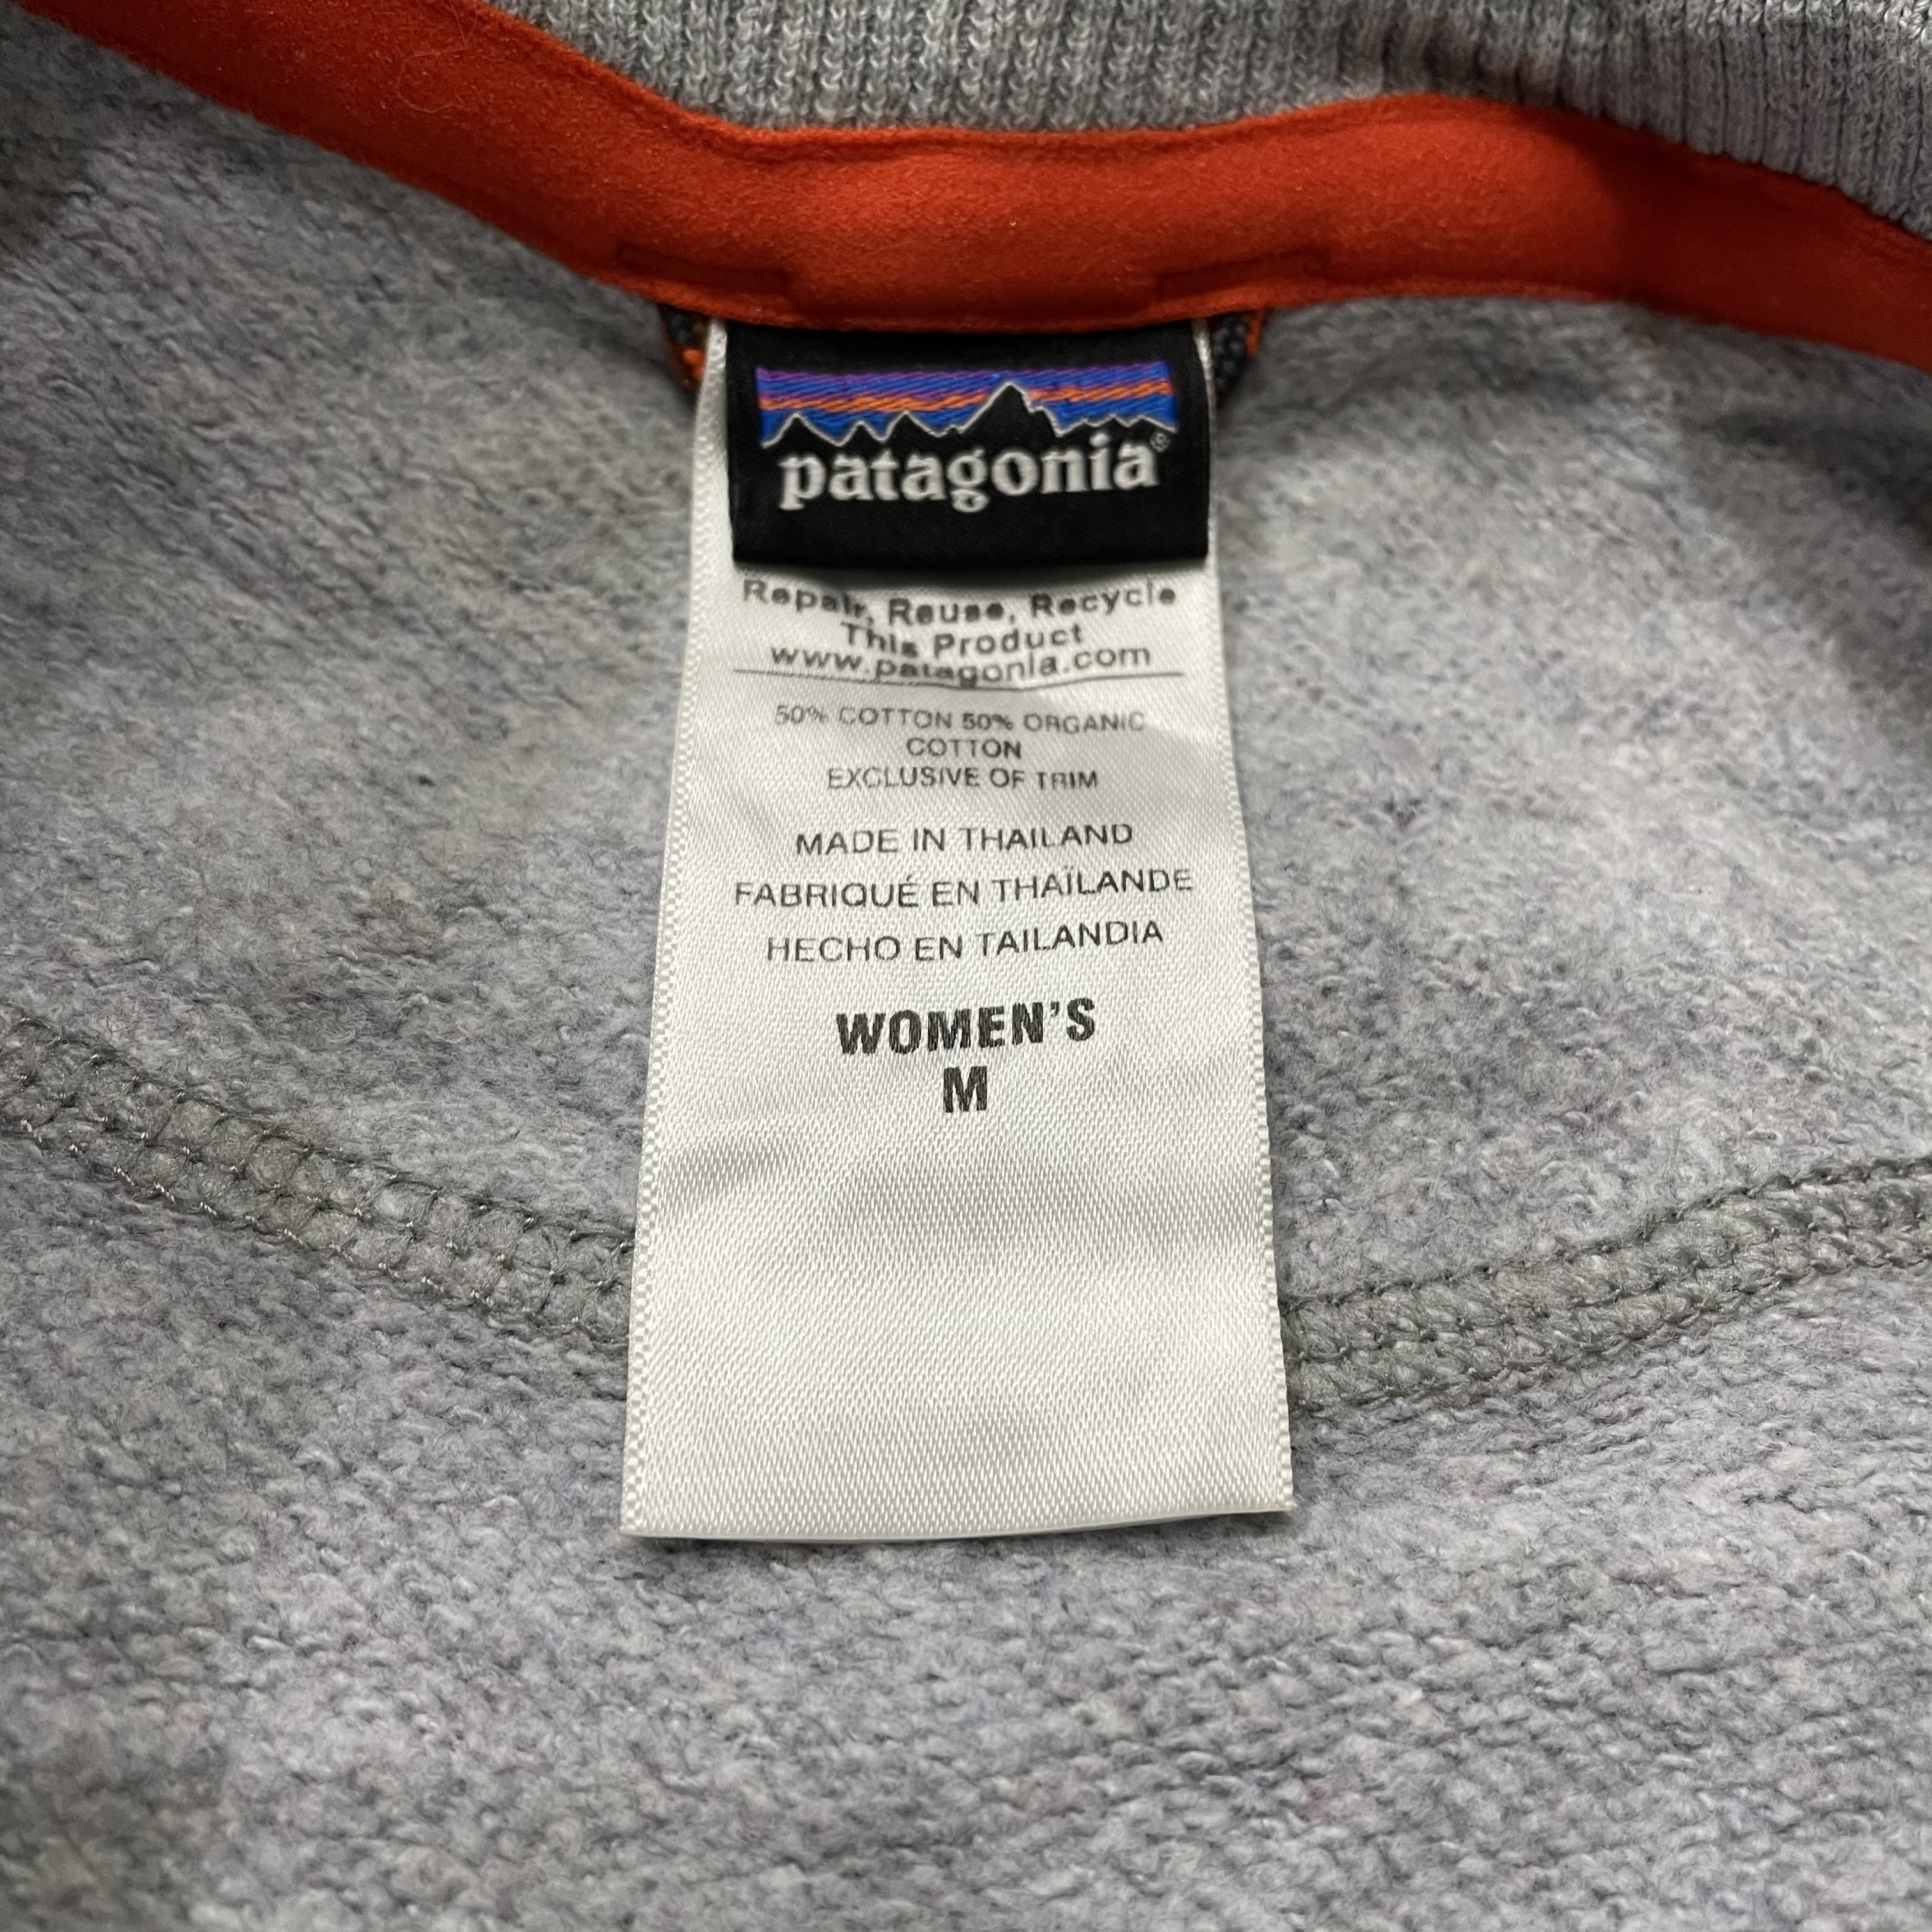 patagonia®
Repair, Reuse, Recycle
This Product
www.patagonia.com
50% COTTON 50% ORGANIC
COTTON
EXCLUSIVE OF TRIM
MADE IN THAILAND
FABRIQUÉ EN THAÏLANDE
HECHO EN TAILANDIA
WOMEN'S
M